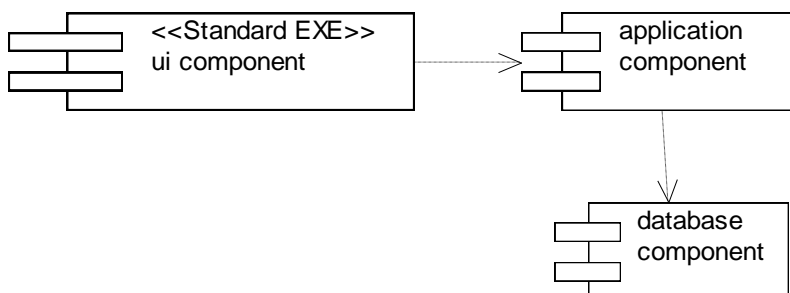 <<Standard EXE>>
ui component
application
component
database
component